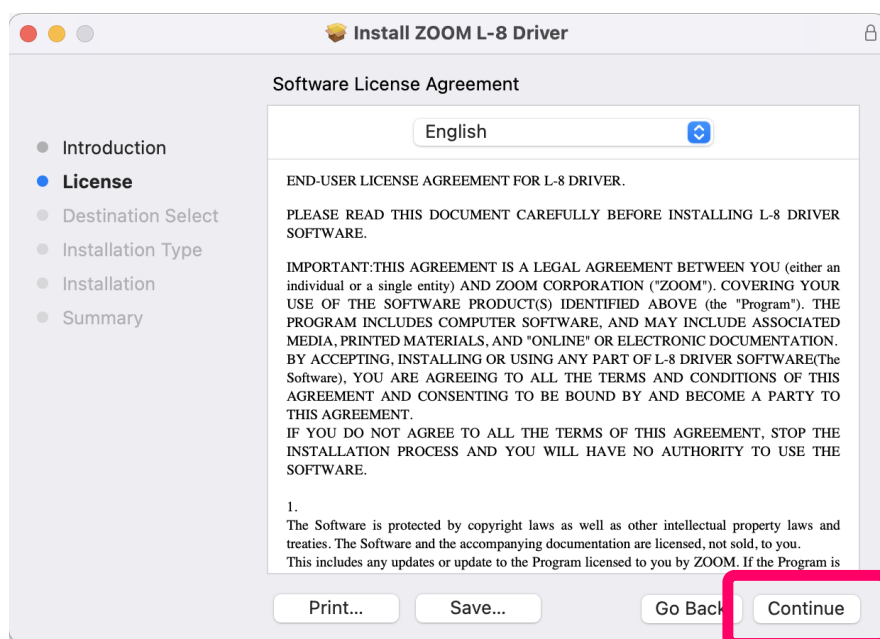 Install ZOOM L-8 Driver
Software License Agreement
Introduction
License
Destination Select
Installation Type
Installation
Summary
English
END-USER LICENSE AGREEMENT FOR L-8 DRIVER.
PLEASE READ THIS DOCUMENT CAREFULLY BEFORE INSTALLING L-8 DRIVER
SOFTWARE.
IMPORTANT:THIS AGREEMENT IS A LEGAL AGREEMENT BETWEEN YOU (either an
individual or a single entity) AND ZOOM CORPORATION ("ZOOM"). COVERING YOUR
USE OF THE SOFTWARE PRODUCT(S) IDENTIFIED ABOVE (the "Program"). THE
PROGRAM INCLUDES COMPUTER SOFTWARE, AND MAY INCLUDE ASSOCIATED
MEDIA, PRINTED MATERIALS, AND "ONLINE" OR ELECTRONIC DOCUMENTATION.
BY ACCEPTING, INSTALLING OR USING ANY PART OF L-8 DRIVER SOFTWARE(The
Software), YOU ARE AGREEING TO ALL THE TERMS AND CONDITIONS OF THIS
AGREEMENT AND CONSENTING TO BE BOUND BY AND BECOME A PARTY TO
THIS AGREEMENT.
IF YOU DO NOT AGREE TO ALL THE TERMS OF THIS AGREEMENT, STOP THE
INSTALLATION PROCESS AND YOU WILL HAVE NO AUTHORITY TO USE THE
SOFTWARE.
1.
The Software is protected by copyright laws as well as other intellectual property laws and
treaties. The Software and the accompanying documentation are licensed, not sold, to you.
This includes any updates or update to the Program licensed to you by ZOOM. If the Program is
Print... Save... Go Back Continue